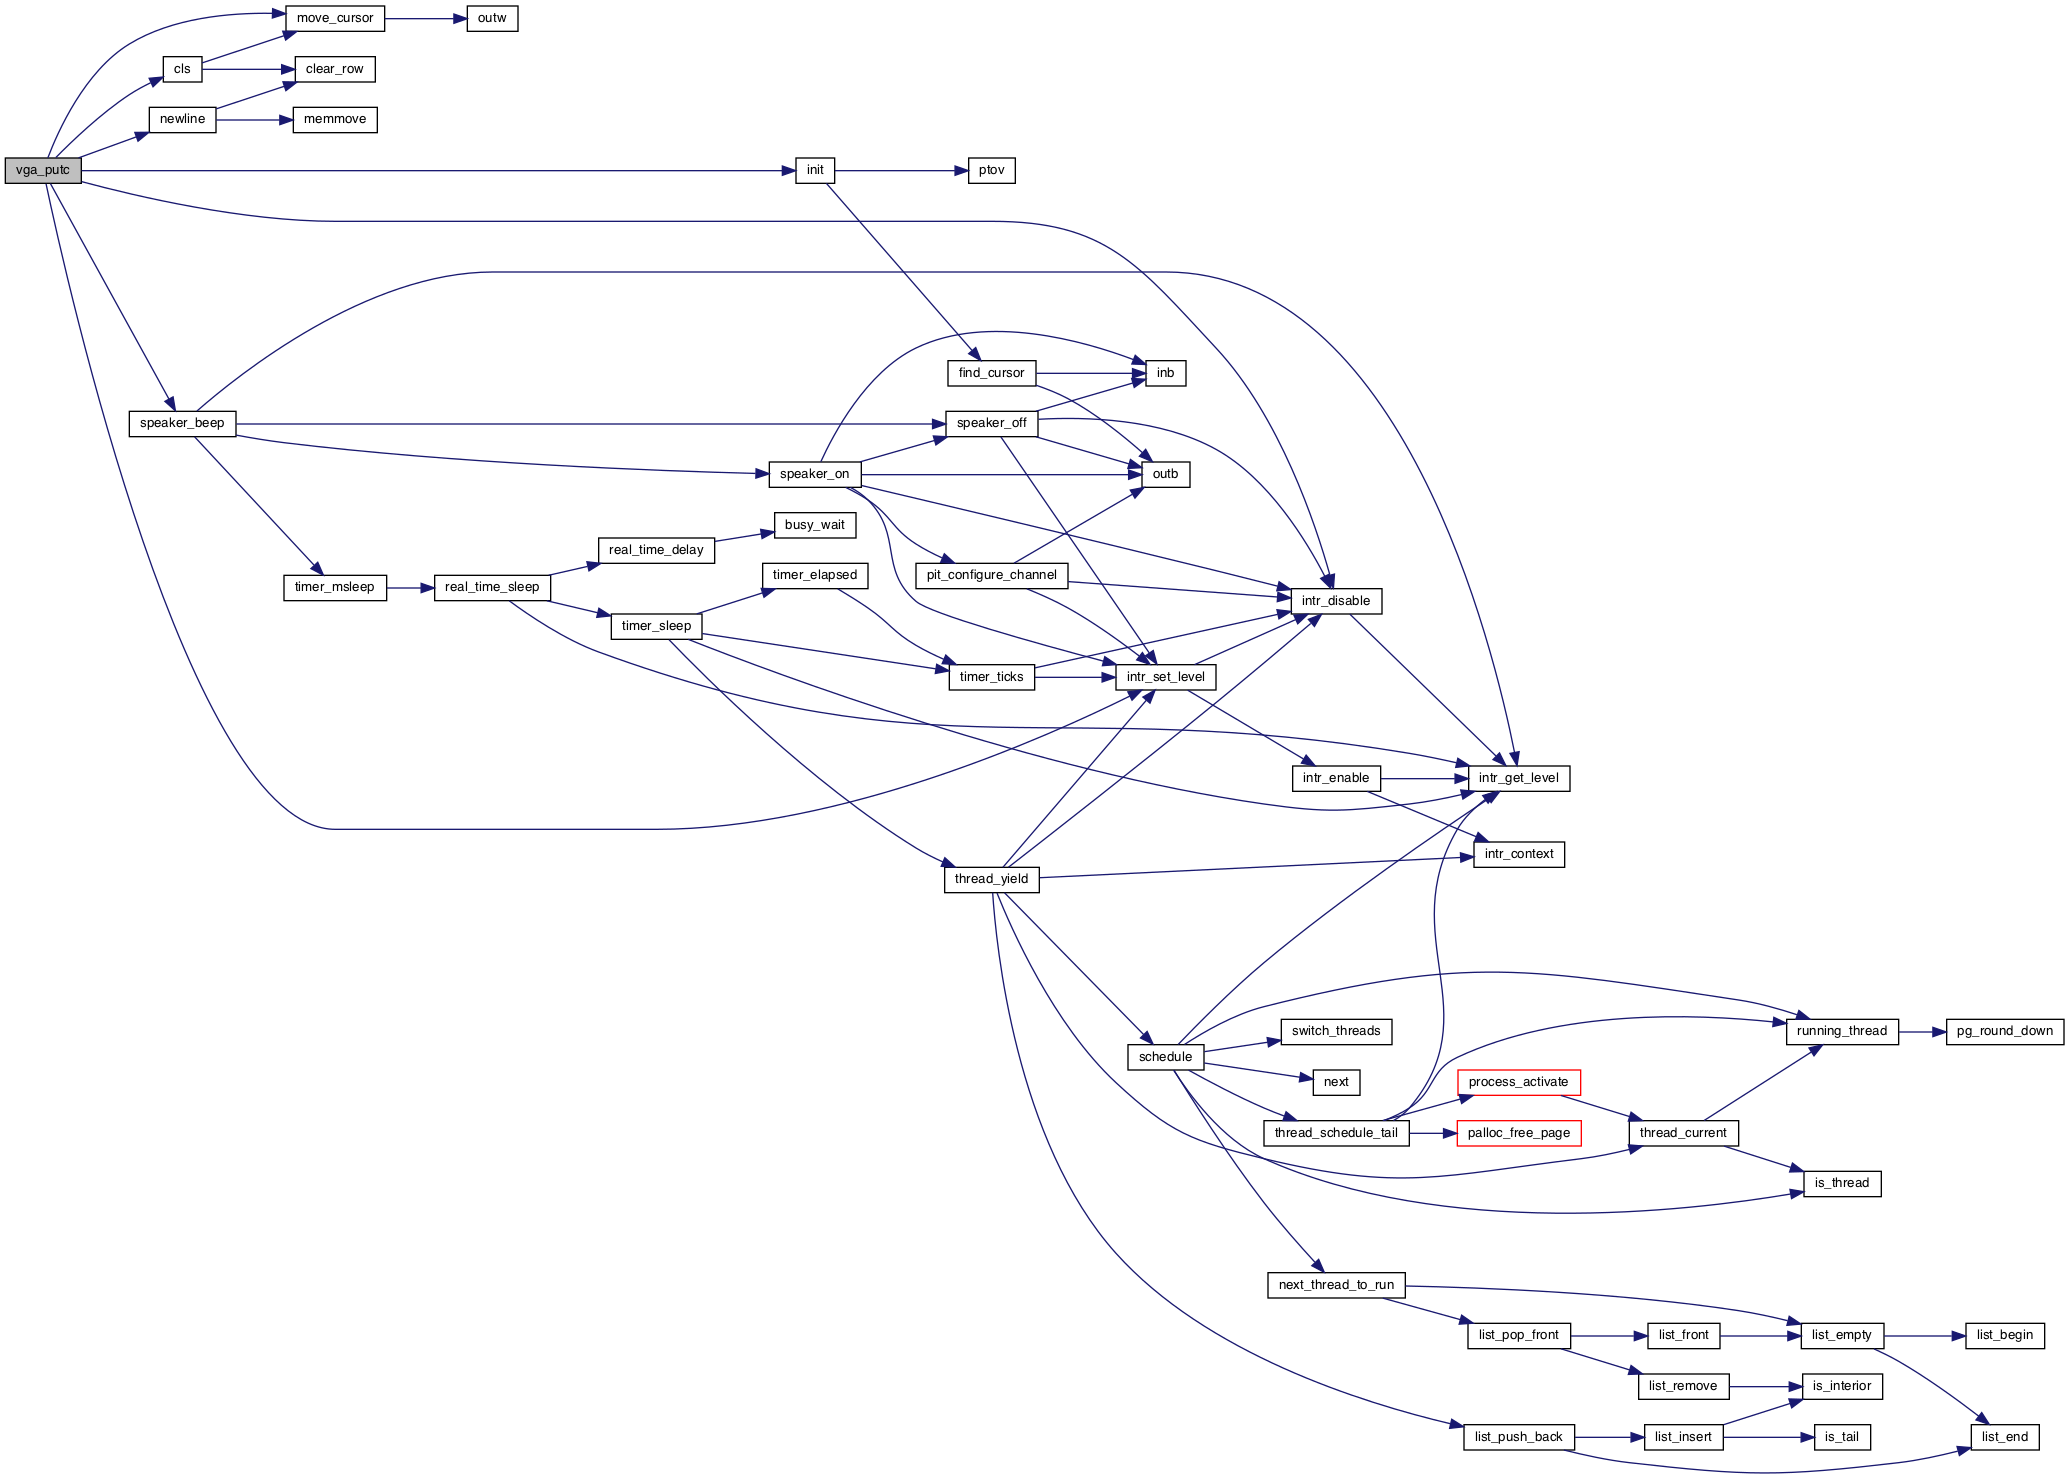 move_cursor
outw
cls
clear_row
newline
memmove
vga_putc
init
ptov
find_cursor
inb
speaker_beep
speaker_off
speaker_on
outb
busy_wait
real_time_delay
timer_elapsed
pit_configure_channel
timer_msleep
real_time_sleep
intr_disable
timer_sleep
timer_ticks
intr_set_level
intr_enable
intr_get_level
intr_context
thread_yield
switch_threads
running_thread
pg_round_down
schedule
next
process_activate
thread_schedule_tail
palloc_free_page
thread_current
is_thread
next_thread_to_run
list_pop_front
list_front
list_empty
list_begin
list_remove
is_interior
list_push_back
list_insert
is_tail
list_end